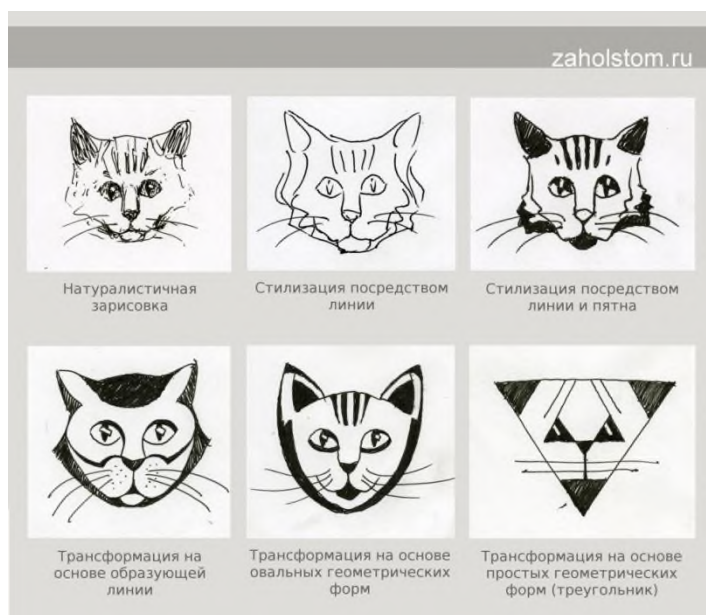 zaholstom.ru
Натуралистичная
зарисовка
Стилизация посредством
линии
Стилизация посредством
линии и пятна
Трансформация на
основе образующей
линии
Трансформация на основе
овальных геометрических
форм
Трансформация на основе
простых геометрических
форм (треугольник)